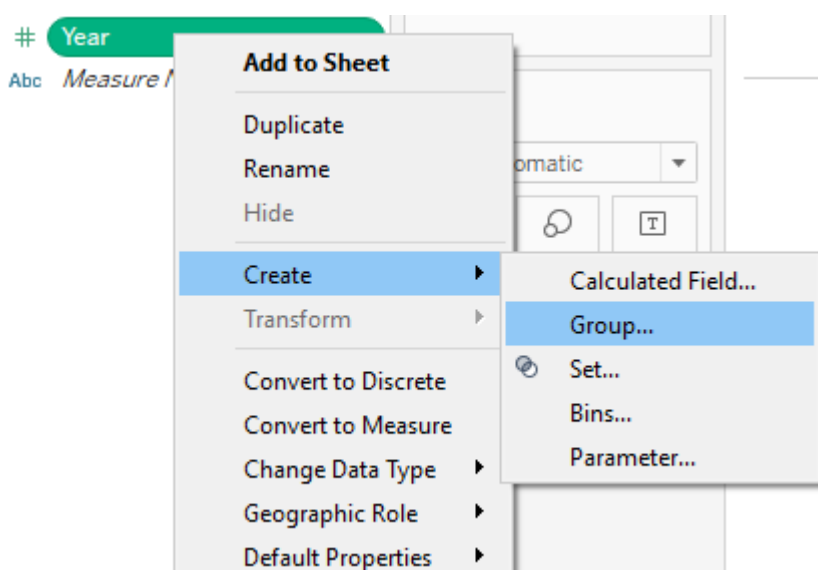 Year
Abc Measure N
Add to Sheet
Duplicate
Rename
Hide
Create
Transform
Convert to Discrete
Convert to Measure
Change Data Type
Geographic Role
Default Properties
omatic
T
Calculated Field...
Group...
Set...
Bins...
Parameter...